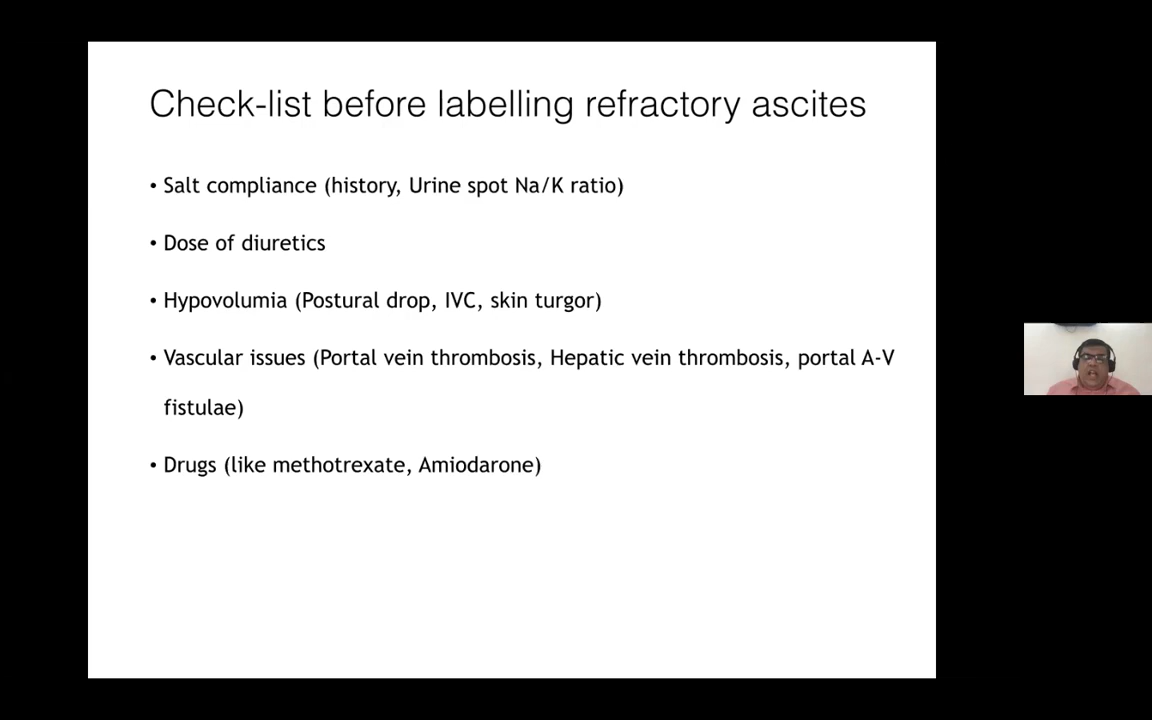 Check-list before labelling refractory ascites
• Salt compliance (history, Urine spot Na/K ratio)
• Dose of diuretics
• Hypovolumia (Postural drop, IVC, skin turgor)
• Vascular issues (Portal vein thrombosis, Hepatic vein thrombosis, portal A-V
fistulae)
• Drugs (like methotrexate, Amiodarone)